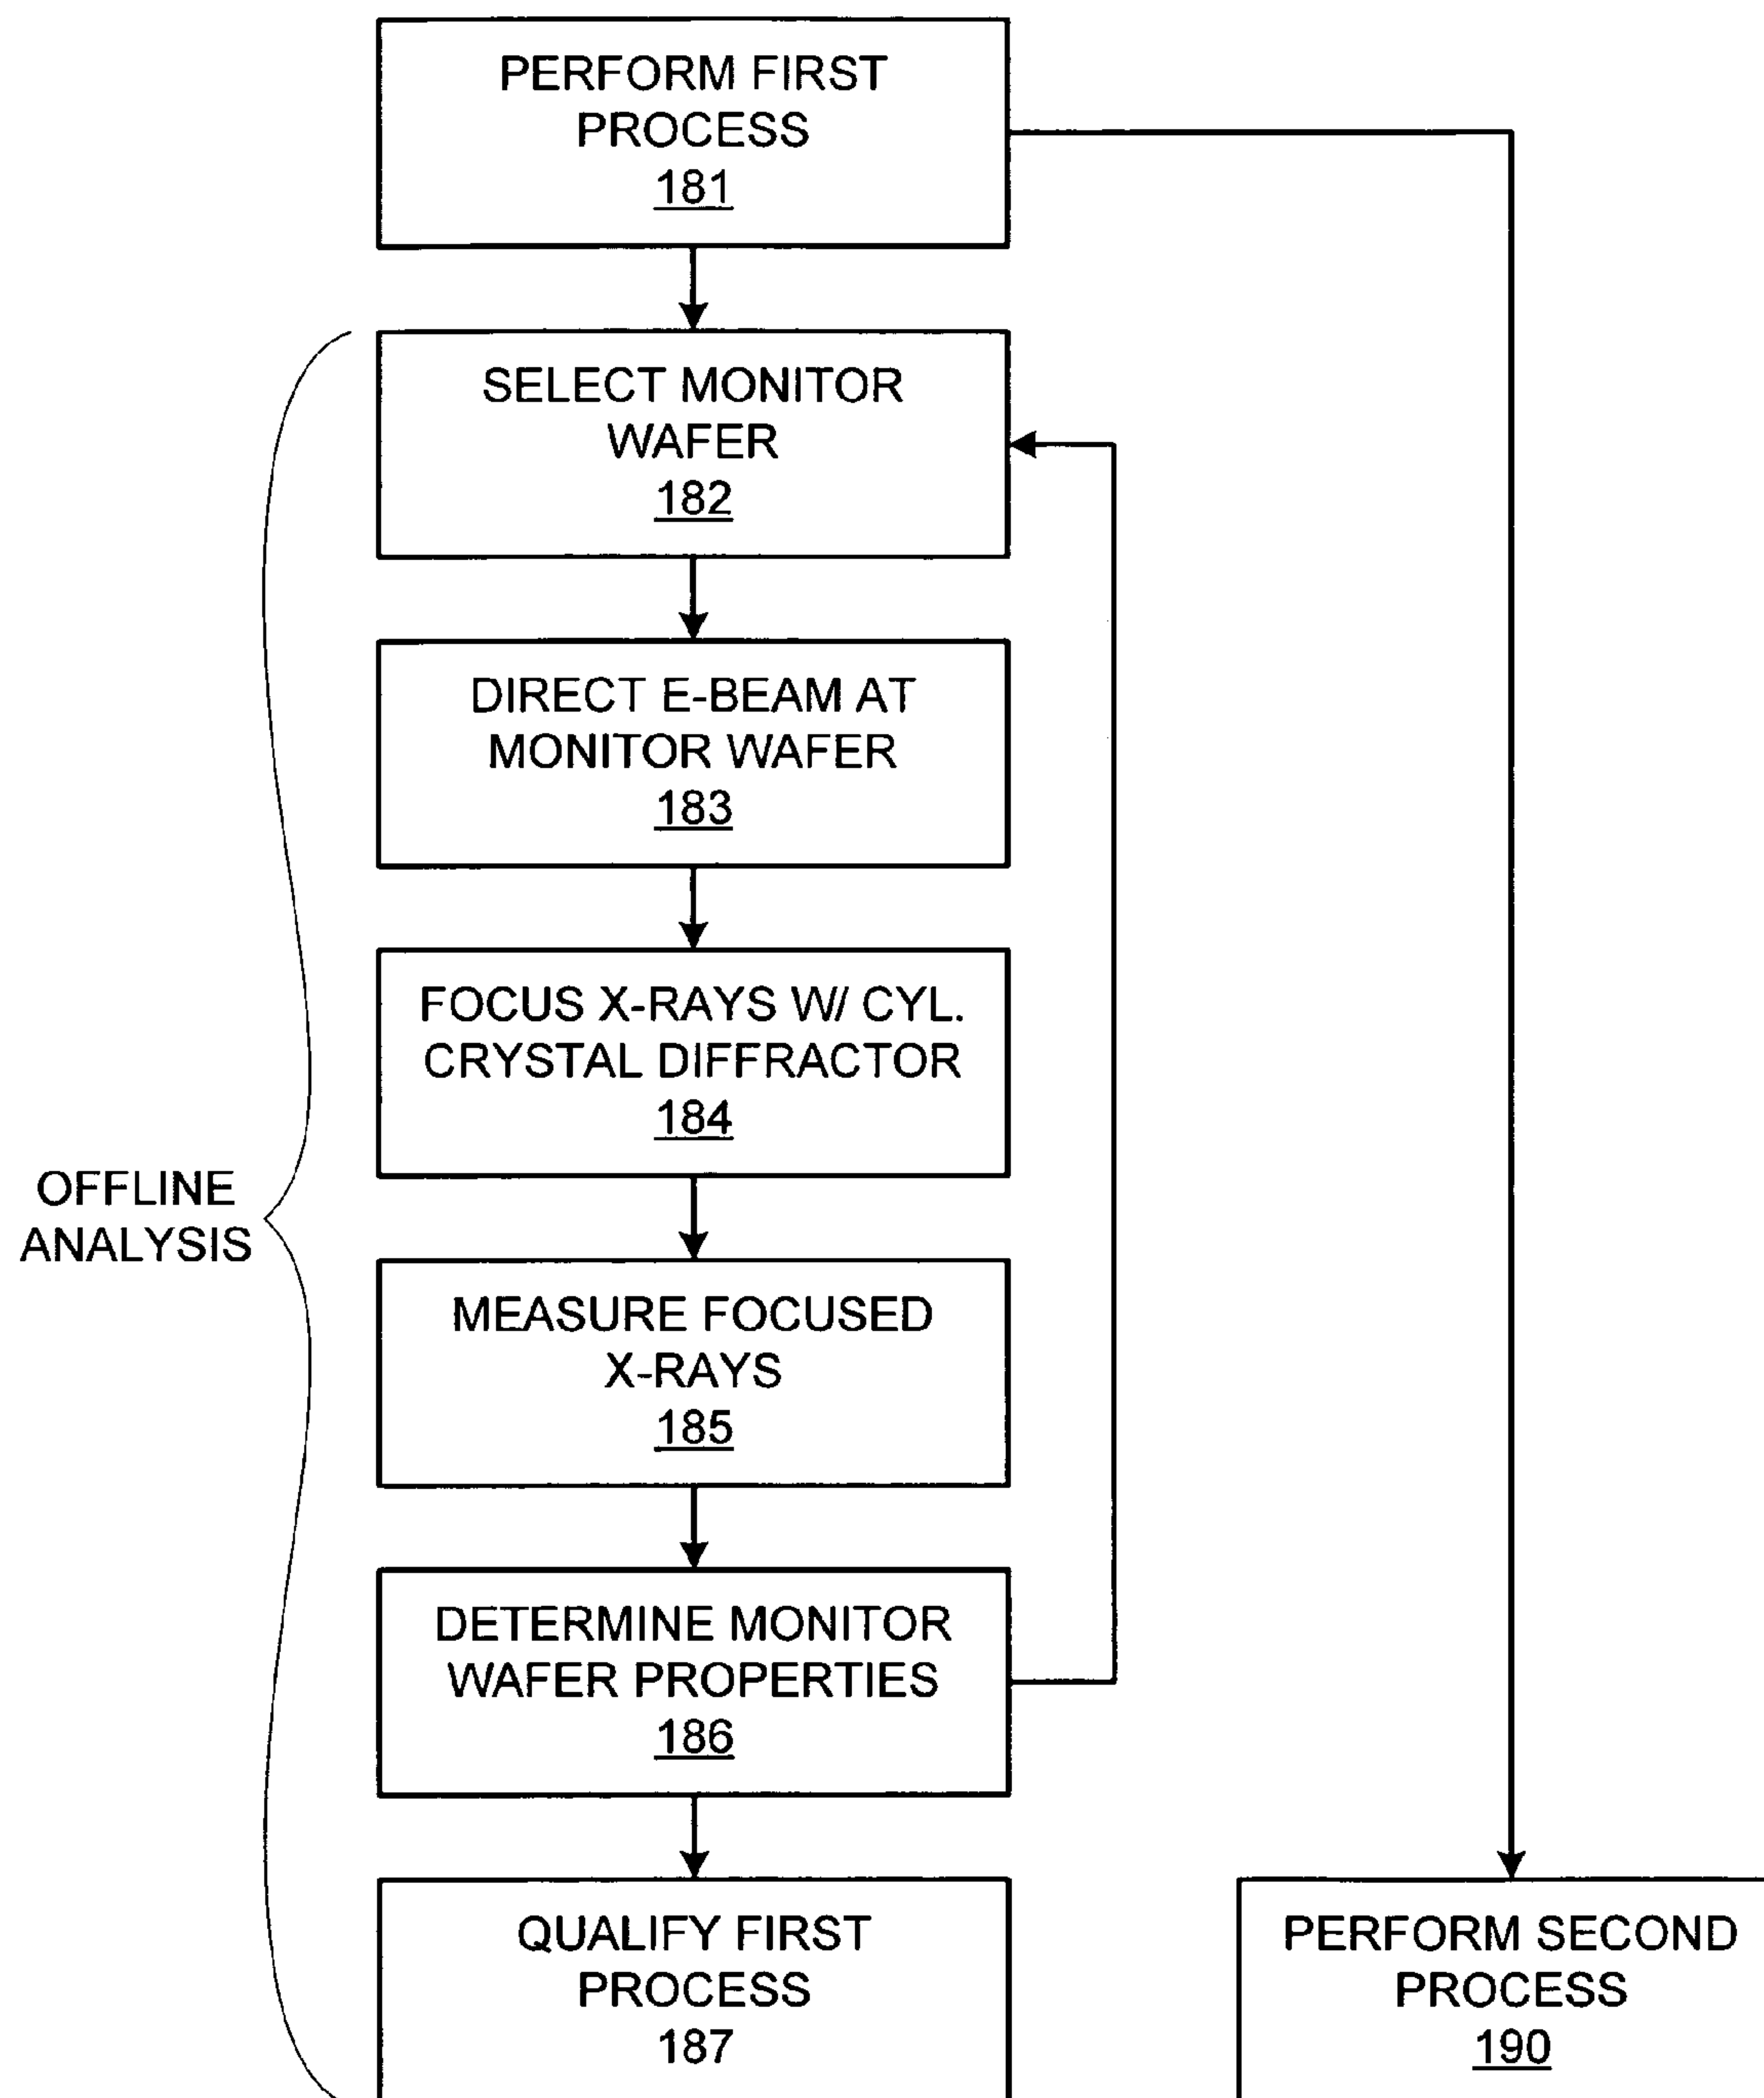 PERFORM FIRST
PROCESS
181
SELECT MONITOR
WAFER
182
DIRECT E-BEAM AT
MONITOR WAFER
183
FOCUS X-RAYS W/ CYL.
CRYSTAL DIFFRACTOR
184
OFFLINE
ANALYSIS
MEASURE FOCUSED
X-RAYS
185
DETERMINE MONITOR
WAFER PROPERTIES
186
QUALIFY FIRST
PROCESS
187
PERFORM SECOND
PROCESS
190